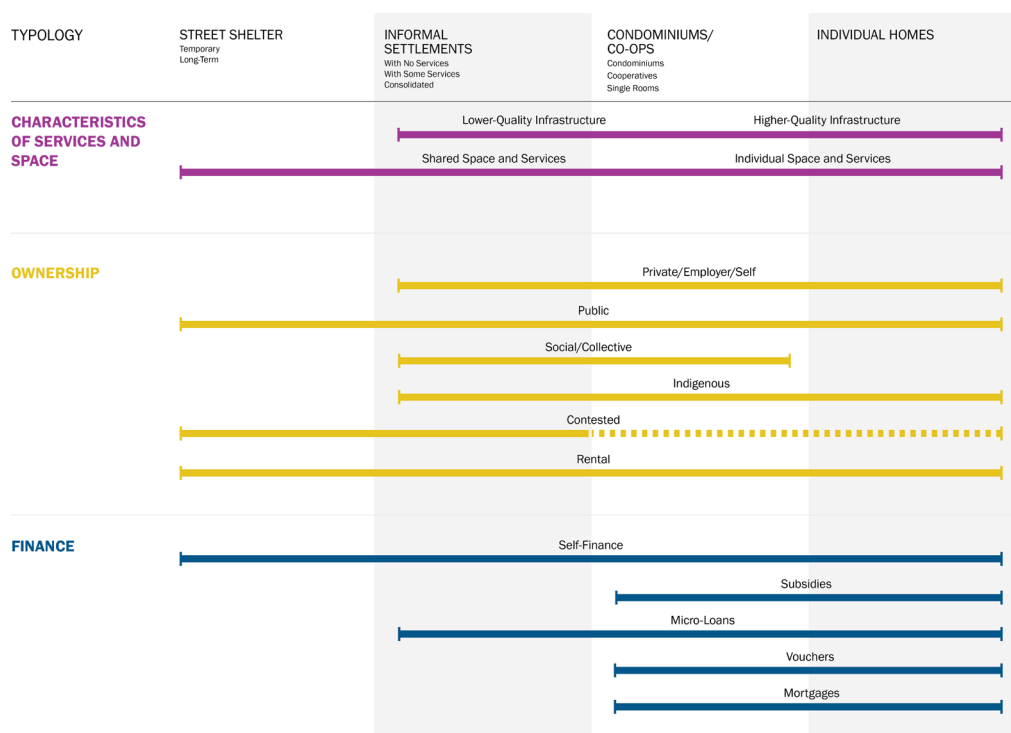 TYPOLOGY
STREET SHELTER
Temporary
Long-Term
INFORMAL
SETTLEMENTS
With No Services
With Some Services
Consolidated
CONDOMINIUMS/
CO-OPS
Condominiums
Cooperatives
Single Rooms
INDIVIDUAL HOMES
CHARACTERISTICS
OF SERVICES AND
SPACE
Lower-Quality Infrastructure
Higher-Quality Infrastructure
Shared Space and Services
Individual Space and Services
OWNERSHIP
Private/Employer/Self
Public
Social/Collective
Indigenous
Contested
Rental
FINANCE
Self-Finance
Subsidies
Micro-Loans
Vouchers
Mortgages